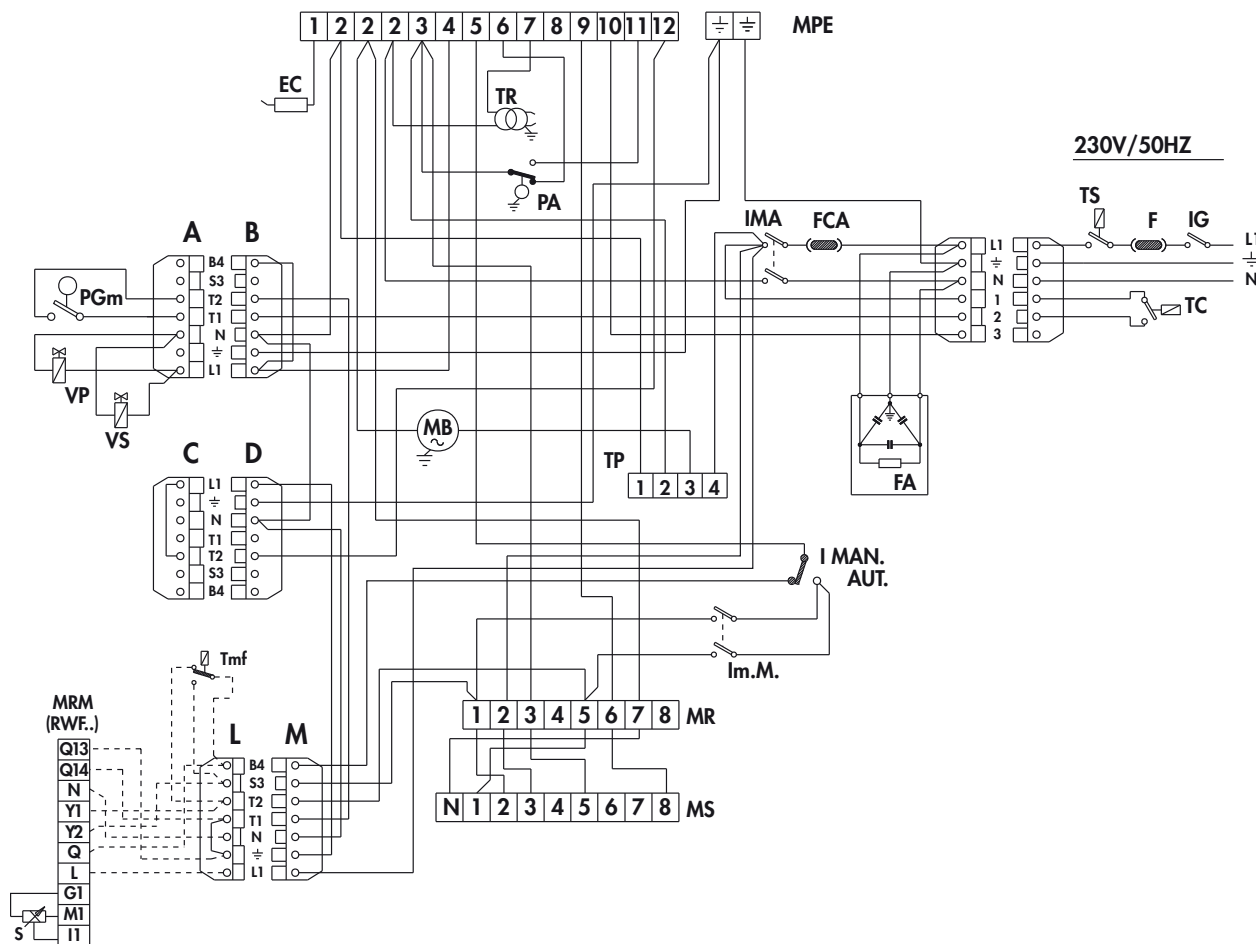 1 2 2 2 3 4 5 6 7 8 9 10 11 12
MPE
EC
TR
230V/50HZ
PA
TS
IMA FCA F IG
A B
L1
L1
N
B4
S3
T2
T1
N
L1
PGm
VP
VS
N
1
2
3
TC
MB
~
TP
1 2 3 4
FA
C D
L1
N
T1
T2
S3
B4
I MAN.
AUT.
Im.M.
Tmf
MRM
(RWF..)
Q13
Q14
N
Y1
Y2
Q
L
G1
M1
I1
S
L M
B4
S3
T2
T1
N
L1
1 2 3 4 5 6 7 8 MR
N 1 2 3 4 5 6 7 8 MS